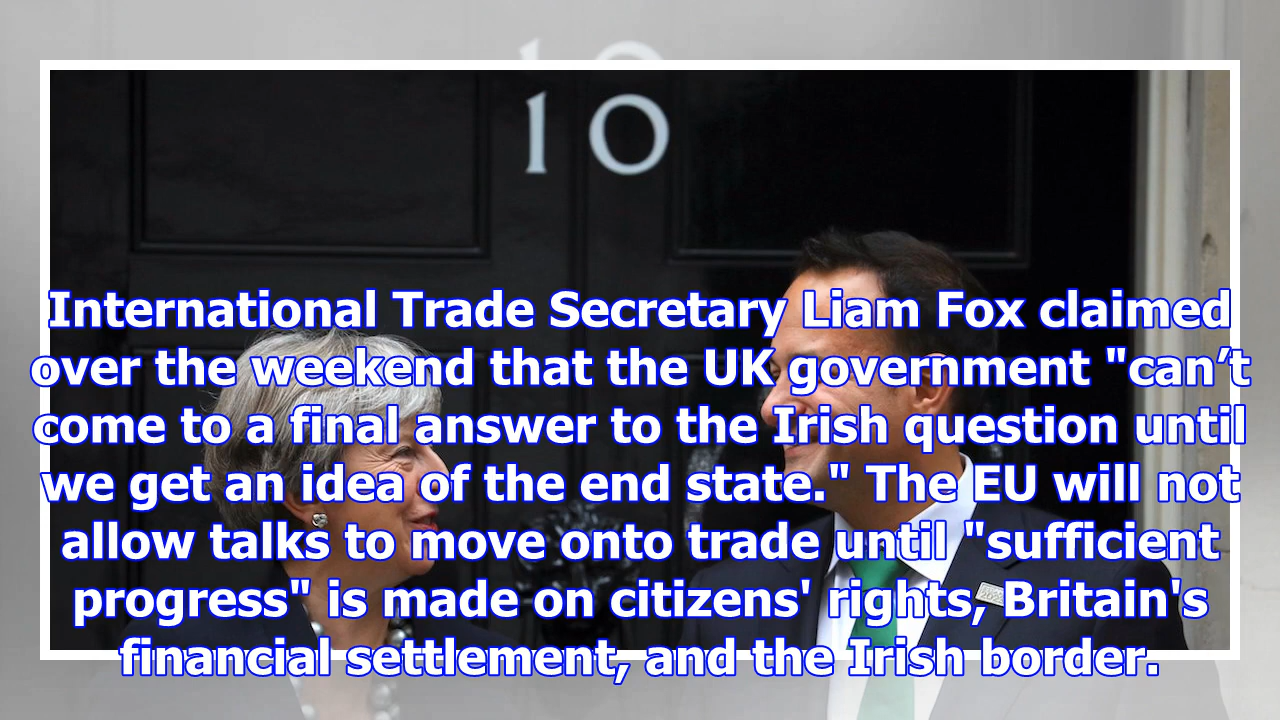 10
International Trade Secretary Liam Fox claimed
over the weekend that the UK government "can’t
come to a final answer to the Irish question until
we get an idea of the end state." The EU will not
allow talks to move onto trade until "sufficient
progress" is made on citizens' rights, Britain's
financial settlement, and the Irish border.